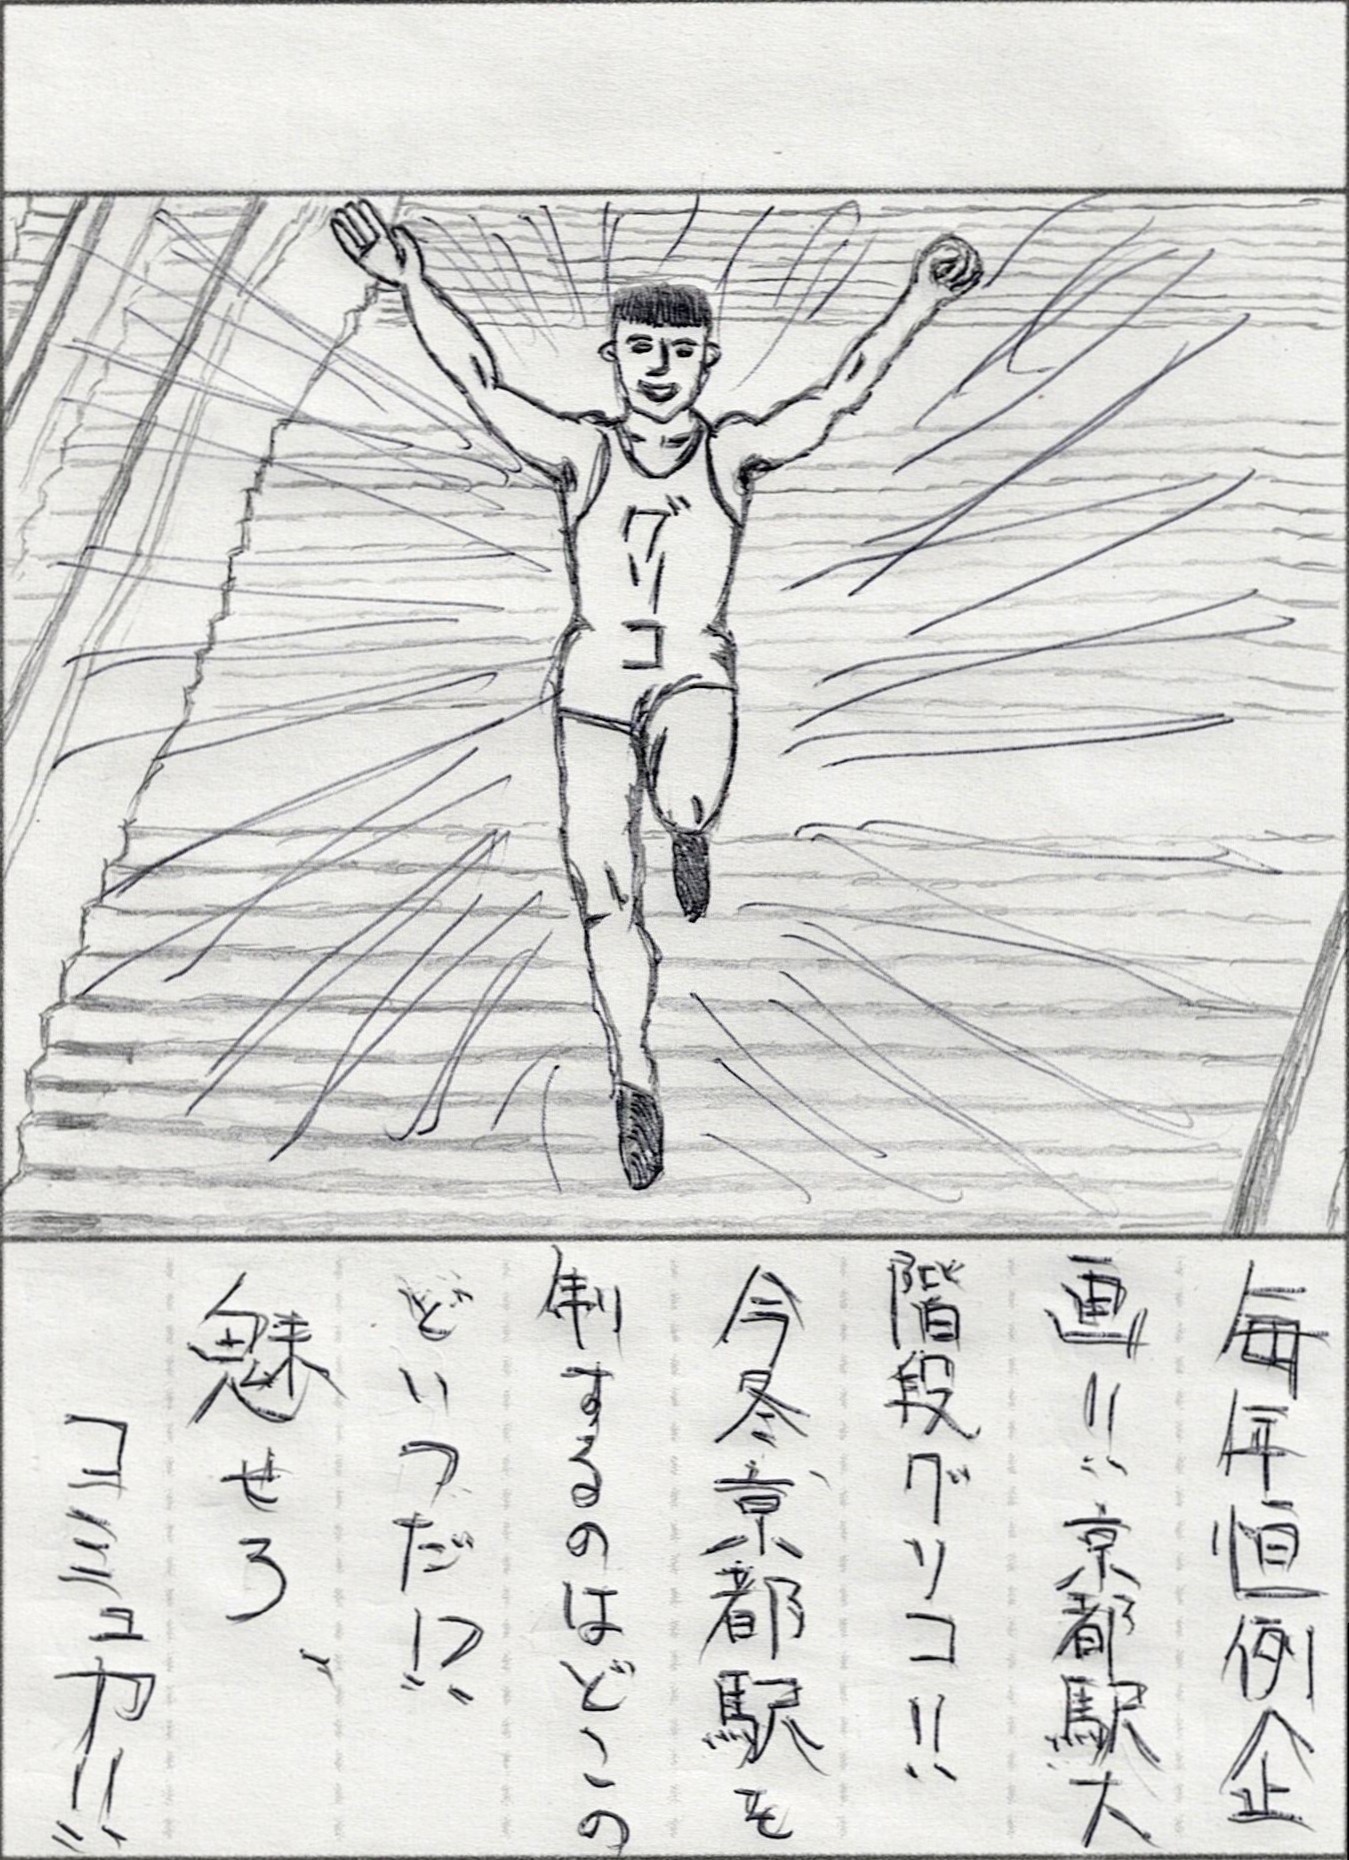 グリコ
毎年恒例企
画!!京都駅大
階段グリコ!!
今冬、京都駅を
制するのはどこの
どいつだ!?
魅せろ、
コミュ力!!